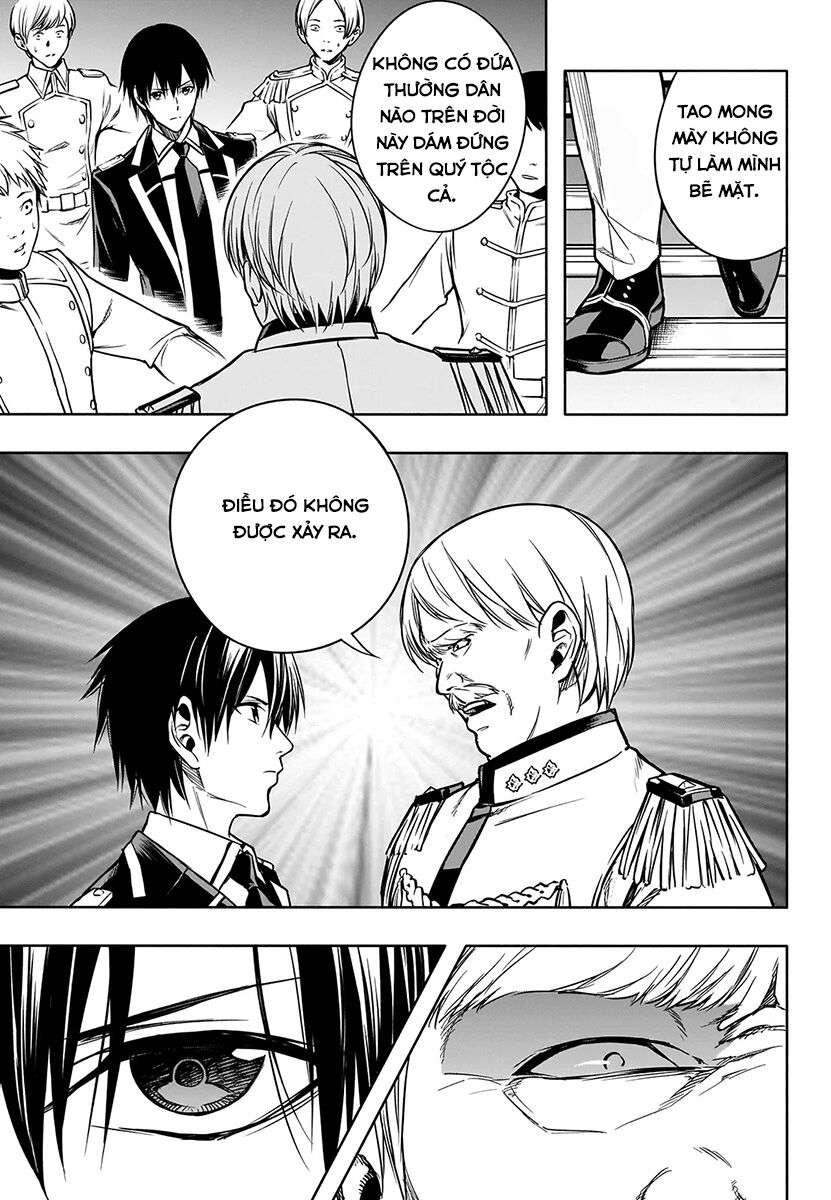 TAO MONG
MÀY KHÔNG
TỰ LÀM MÌNH
BẼ MẶT.
KHÔNG CÓ ĐỨA
THƯỜNG DÂN
NÀO TRÊN ĐỜI
NÀY DÁM ĐỨNG
TRÊN QUÝ TỘC
CẢ.
ĐIỀU ĐÓ KHÔNG
ĐƯỢC XẢY RA.